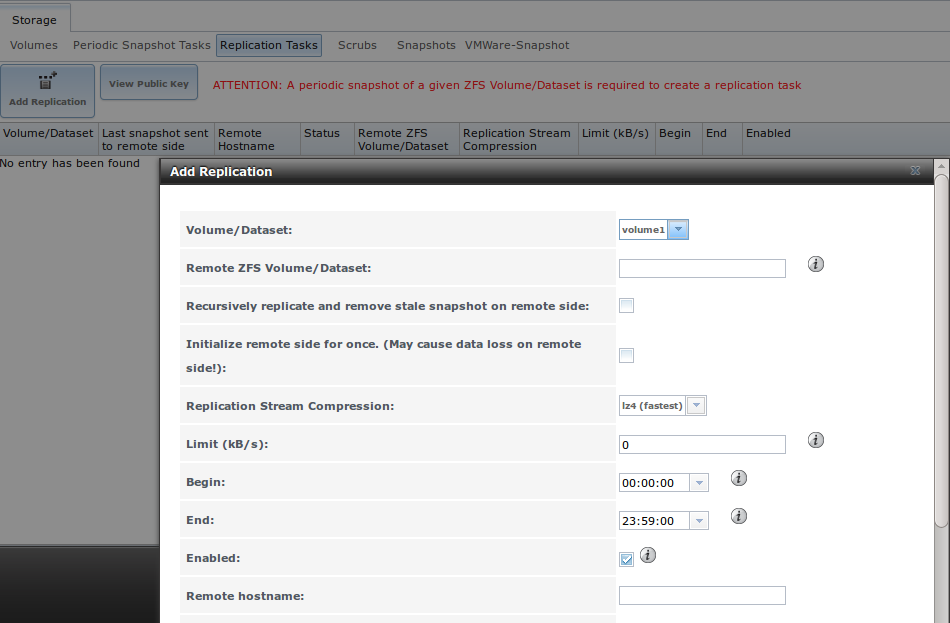 Storage
Volumes Periodic Snapshot Tasks Replication Tasks Scrubs Snapshots VMWare-Snapshot
Add Replication
View Public Key
ATTENTION: A periodic snapshot of a given ZFS Volume/Dataset is required to create a replication task
Volume/Dataset Last snapshot sent Remote Status Remote ZFS Replication Stream Limit (kB/s) Begin End Enabled
to remote side Hostname Volume/Dataset Compression
No entry has been found
Add Replication
Volume/Dataset: volume1
Remote ZFS Volume/Dataset: i
Recursively replicate and remove stale snapshot on remote side:
Initialize remote side for once. (May cause data loss on remote
side!):
Replication Stream Compression: lz4 (fastest)
Limit (kB/s): 0 i
Begin: 00:00:00 i
End: 23:59:00 i
Enabled: i
Remote hostname: